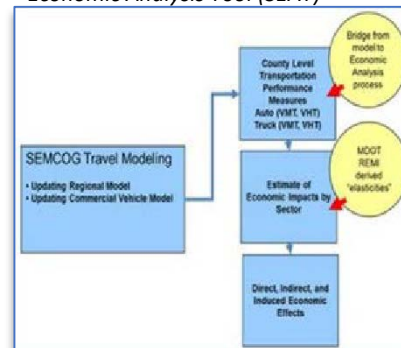 Economic Analysis Tool (SEAT)
Bridge from
model to
Economic
Analysis
process
County Level
Transportation
Performance
Measures
Auto (VMT, VHT)
Truck (VMT, VHT)
SEMCOG Travel Modeling
• Updating Regional Model
• Updating Commercial Vehicle Model
MDOT
REMI
derived
"elasticities"
Estimate of
Economic Impacts by
Sector
Direct, Indirect, and
Induced Economic
Effects